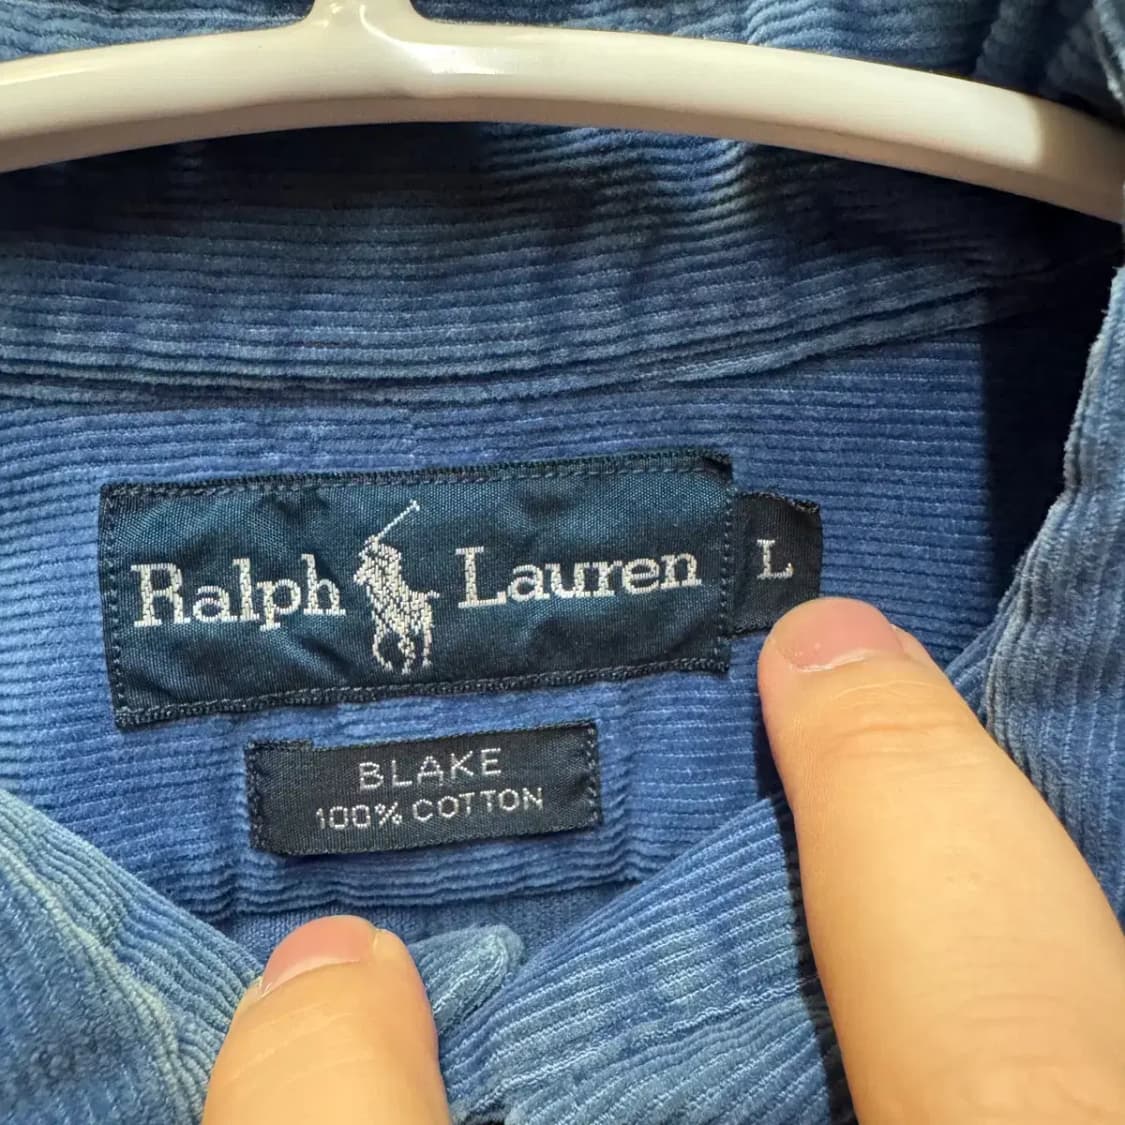 Ralph Lauren
L
BLAKE
100% COTTON